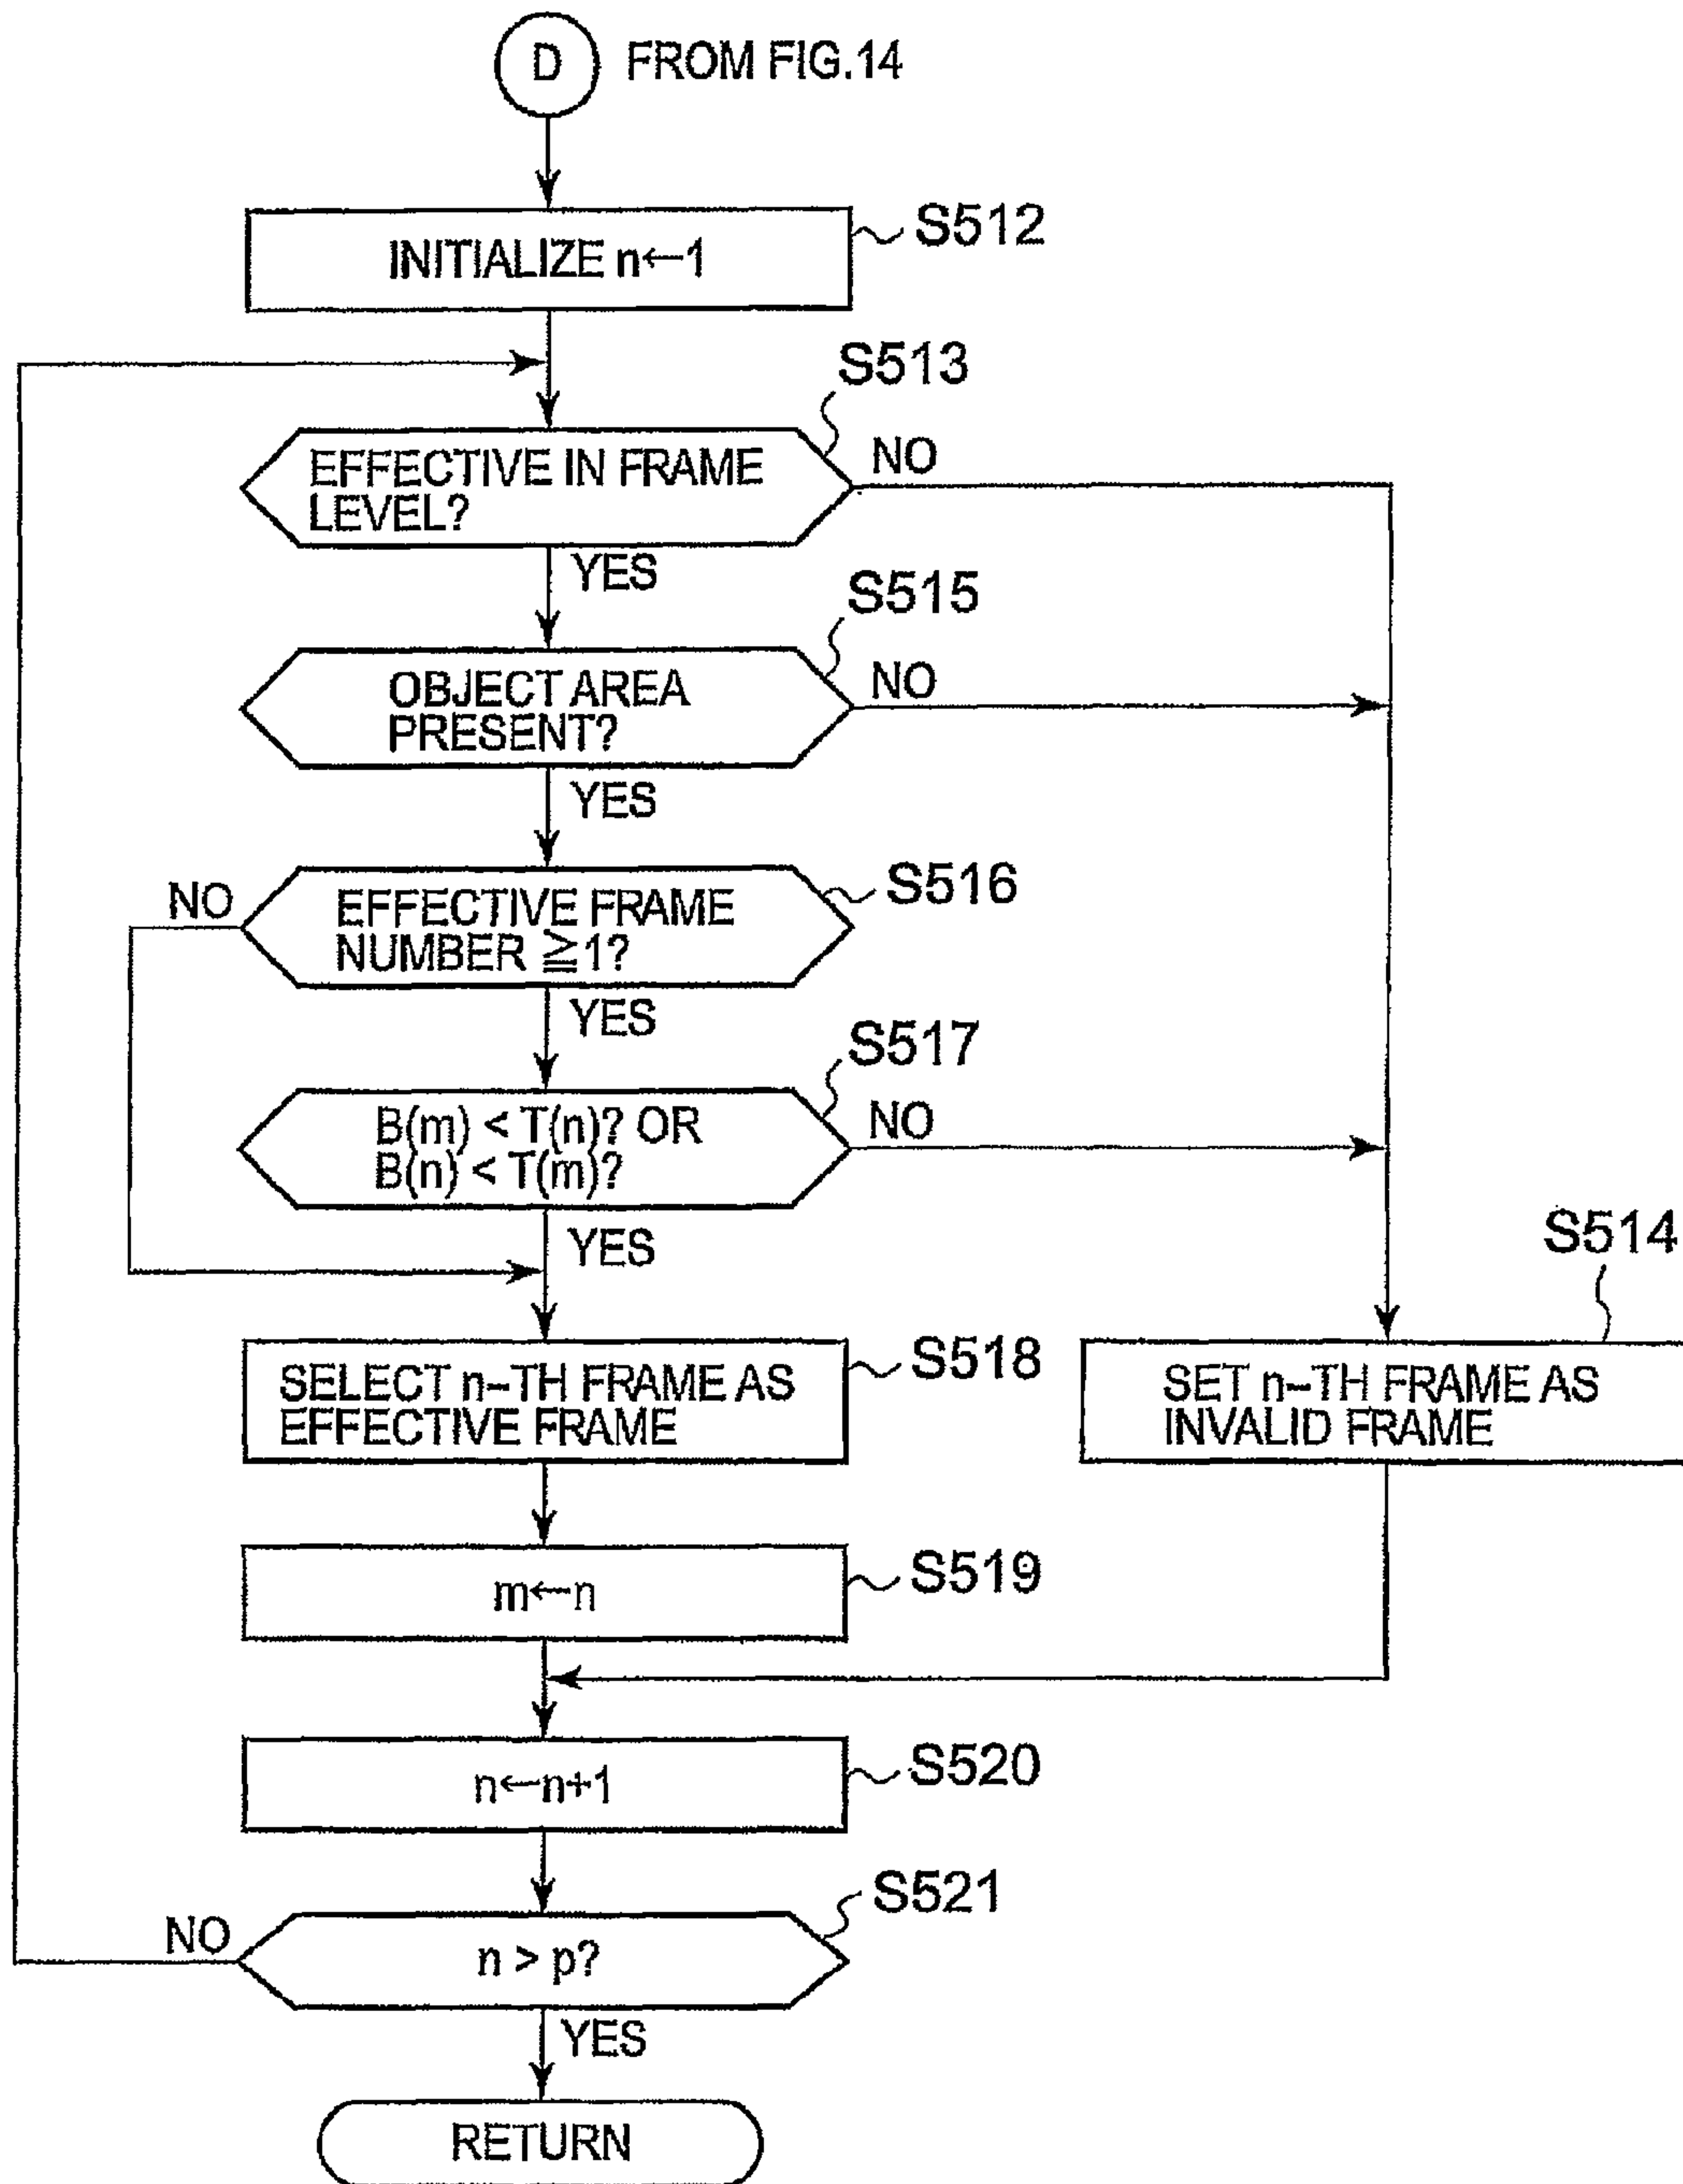 D FROM FIG.14
INITIALIZE n←1
S512
S513
EFFECTIVE IN FRAME
LEVEL?
NO
YES
S515
OBJECT AREA
PRESENT?
NO
YES
S516
NO
EFFECTIVE FRAME
NUMBER ≧1?
YES
S517
B(m) < T(n)? OR
B(n) < T(m)?
NO
YES
S514
SELECT n-TH FRAME AS
EFFECTIVE FRAME
S518
SET n-TH FRAME AS
INVALID FRAME
m←n
S519
n←n+1
S520
S521
NO
n > p?
YES
RETURN